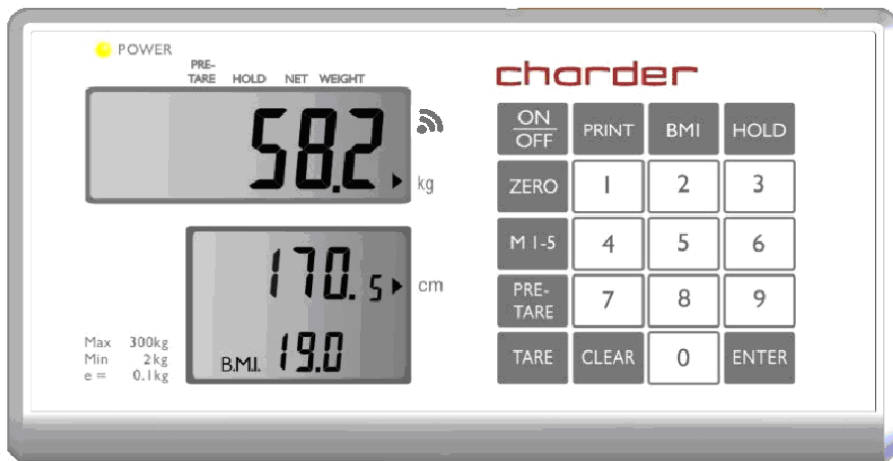 POWER
PRE-
TARE HOLD NET WEIGHT
58.2
kg
170.5 cm
B.M.I. 19.0
Max 300kg
Min 2kg
e = 0.1kg
charder
ON
OFF
PRINT
BMI
HOLD
ZERO
1
2
3
M 1-5
4
5
6
PRE-
TARE
7
8
9
TARE
CLEAR
0
ENTER